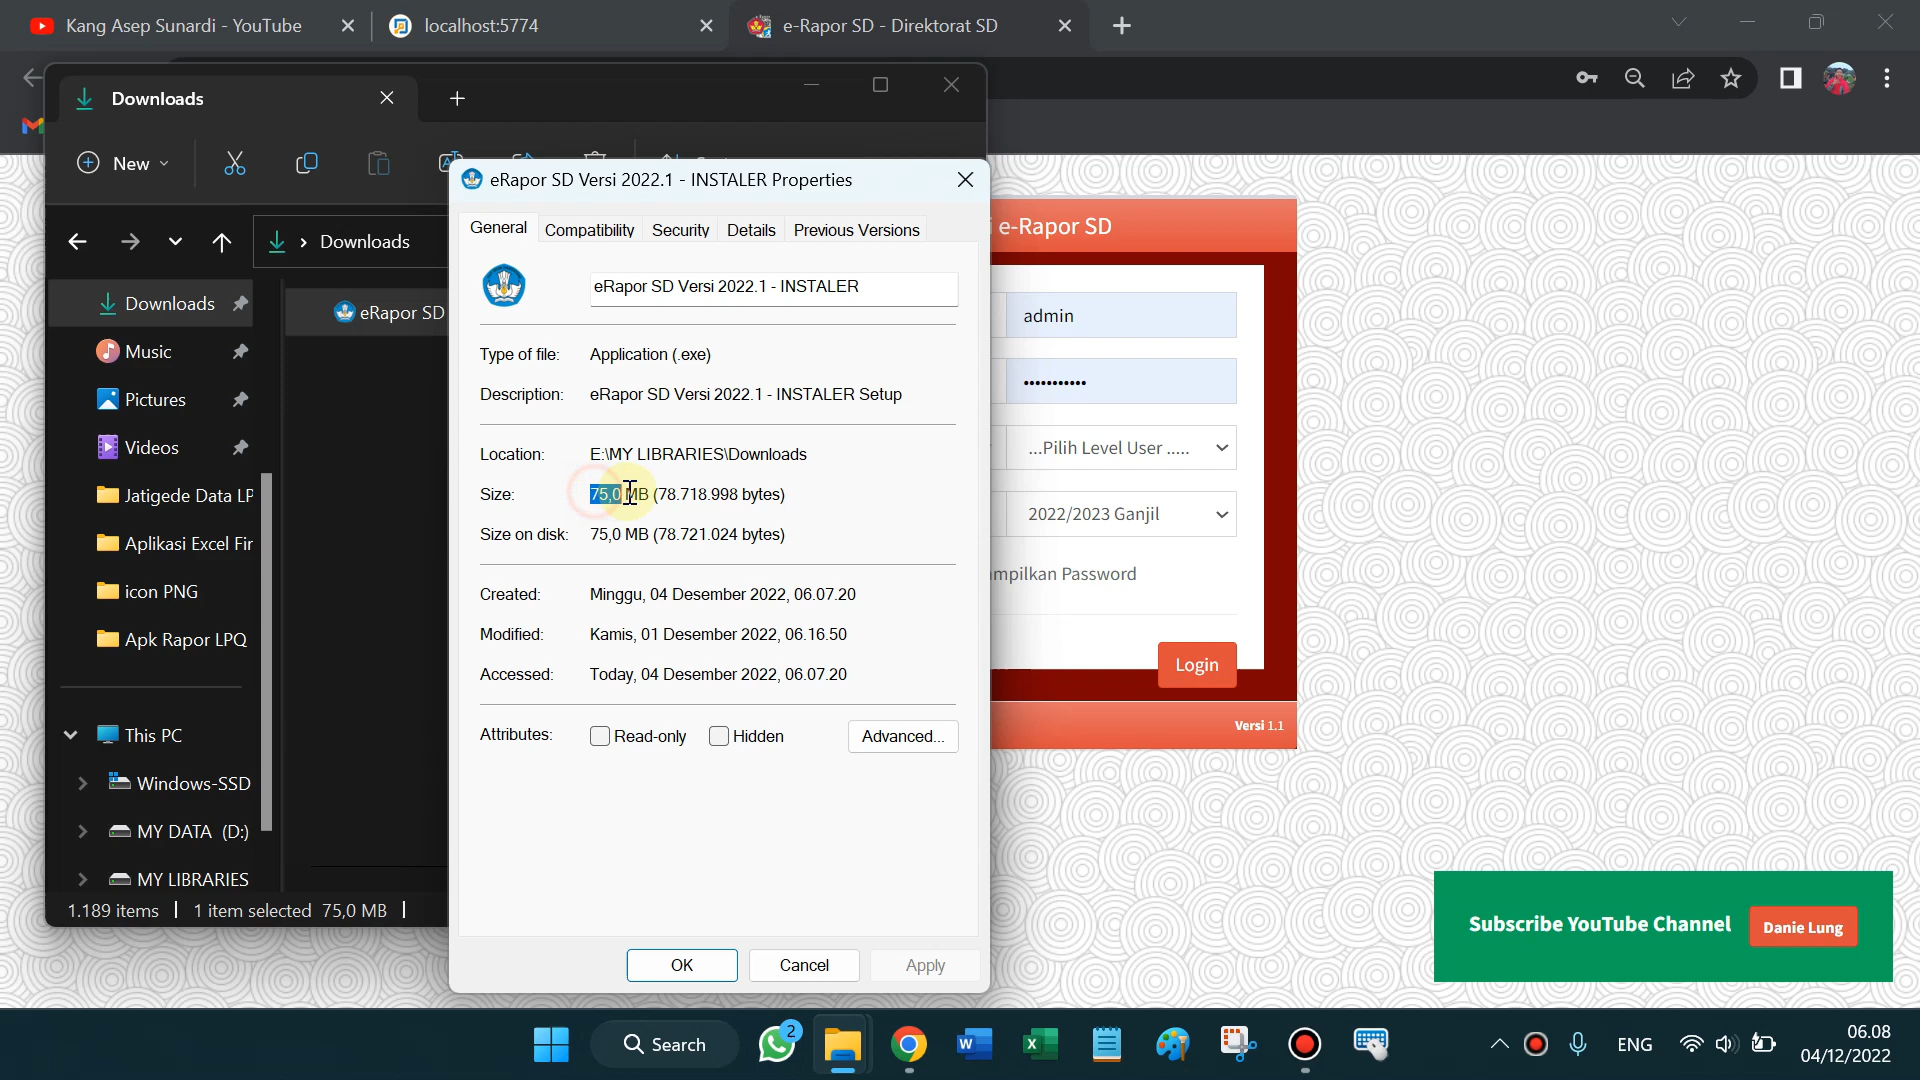 Kang Asep Sunardi - YouTube
localhost:5774
e-Rapor SD - Direktorat SD
Downloads
New
eRapor SD Versi 2022.1 - INSTALER Properties
General
Compatibility
Security
Details
Previous Versions
Downloads
Downloads
Music
Pictures
Videos
Jatigede Data LP
Aplikasi Excel Fir
icon PNG
Apk Rapor LPQ
This PC
Windows-SSD
MY DATA (D:)
MY LIBRARIES
1.189 items
1 item selected 75,0 MB
eRapor SD
eRapor SD Versi 2022.1 - INSTALER
Type of file: Application (.exe)
Description: eRapor SD Versi 2022.1 - INSTALER Setup
Location: E:\MY LIBRARIES\Downloads
Size: 75,0 MB (78.718.998 bytes)
Size on disk: 75,0 MB (78.721.024 bytes)
Created: Minggu, 04 Desember 2022, 06.07.20
Modified: Kamis, 01 Desember 2022, 06.16.50
Accessed: Today, 04 Desember 2022, 06.07.20
Attributes: Read-only Hidden Advanced...
OK
Cancel
Apply
e-Rapor SD
admin
...Pilih Level User .....
2022/2023 Ganjil
mpilkan Password
Login
Versi 1.1
Subscribe YouTube Channel
Danie Lung
Search
2
ENG
06.08
04/12/2022